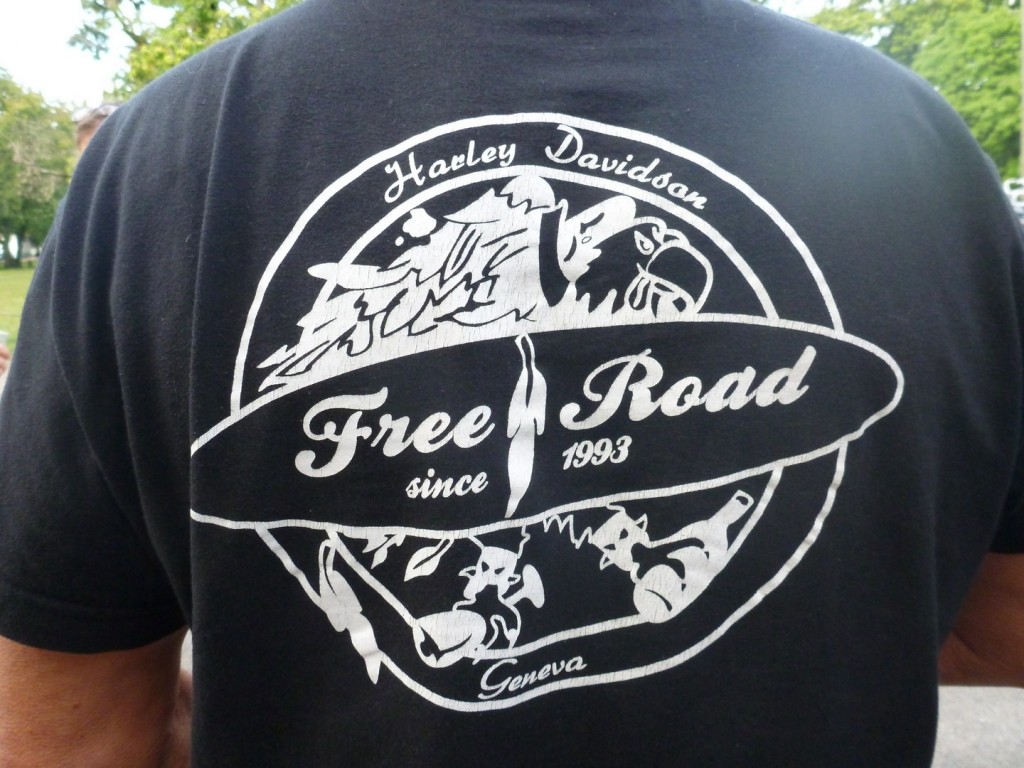 Harley Davidson
Free Road
since 1993
Geneva